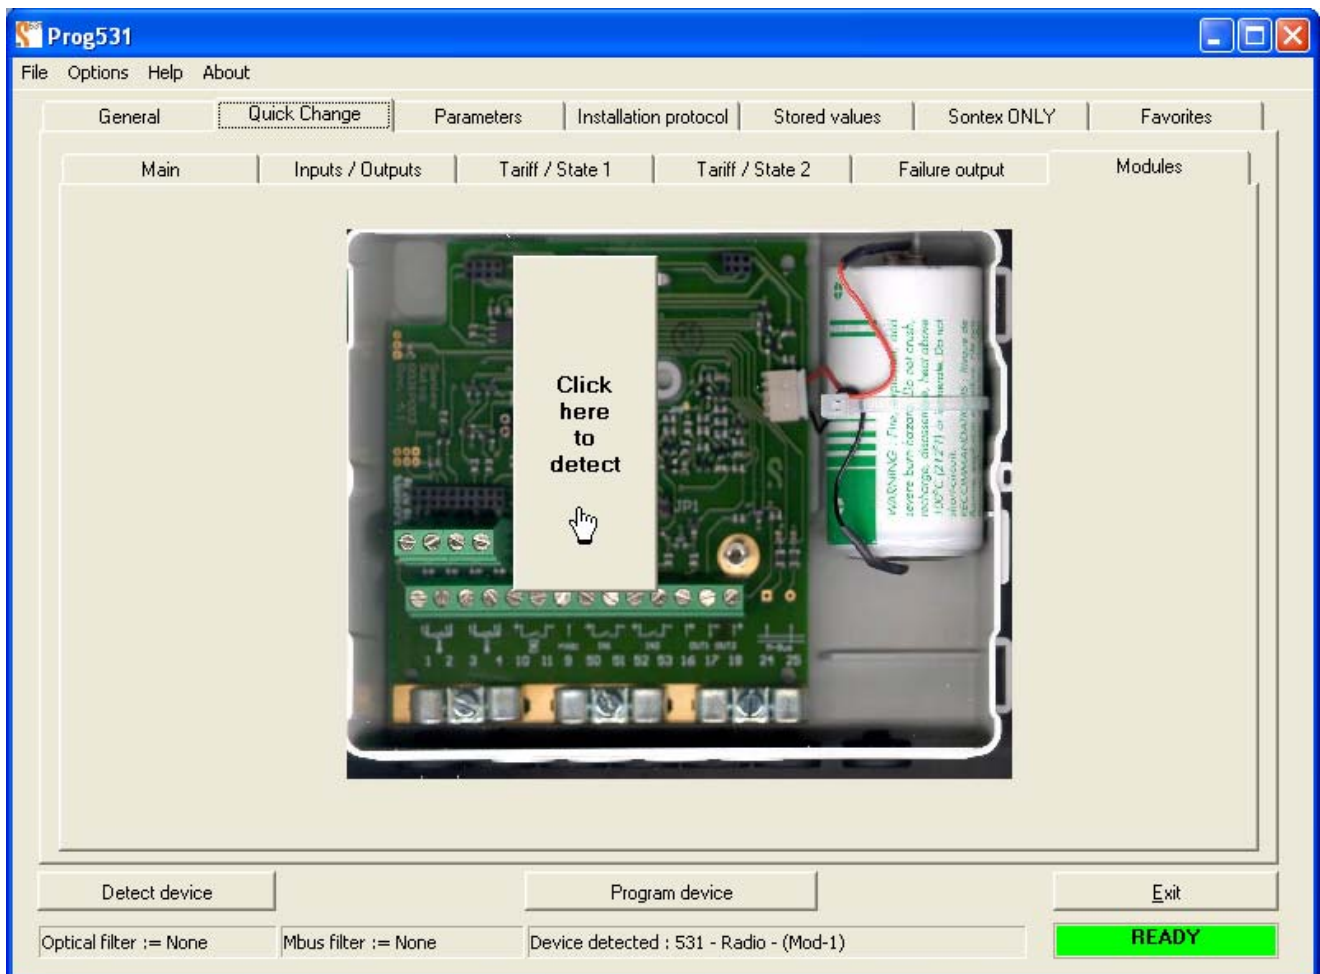 Prog531
File Options Help About
General Quick Change Parameters Installation protocol Stored values Sontex ONLY Favorites
Main Inputs / Outputs Tariff / State 1 Tariff / State 2 Failure output Modules
Click
here
to
detect
JP1
1 2 3 4 10 11 9 50 51 52 53 16 17 18 24 25
Detect device Program device Exit
Optical filter := None Mbus filter := None Device detected : 531 - Radio - (Mod-1) READY